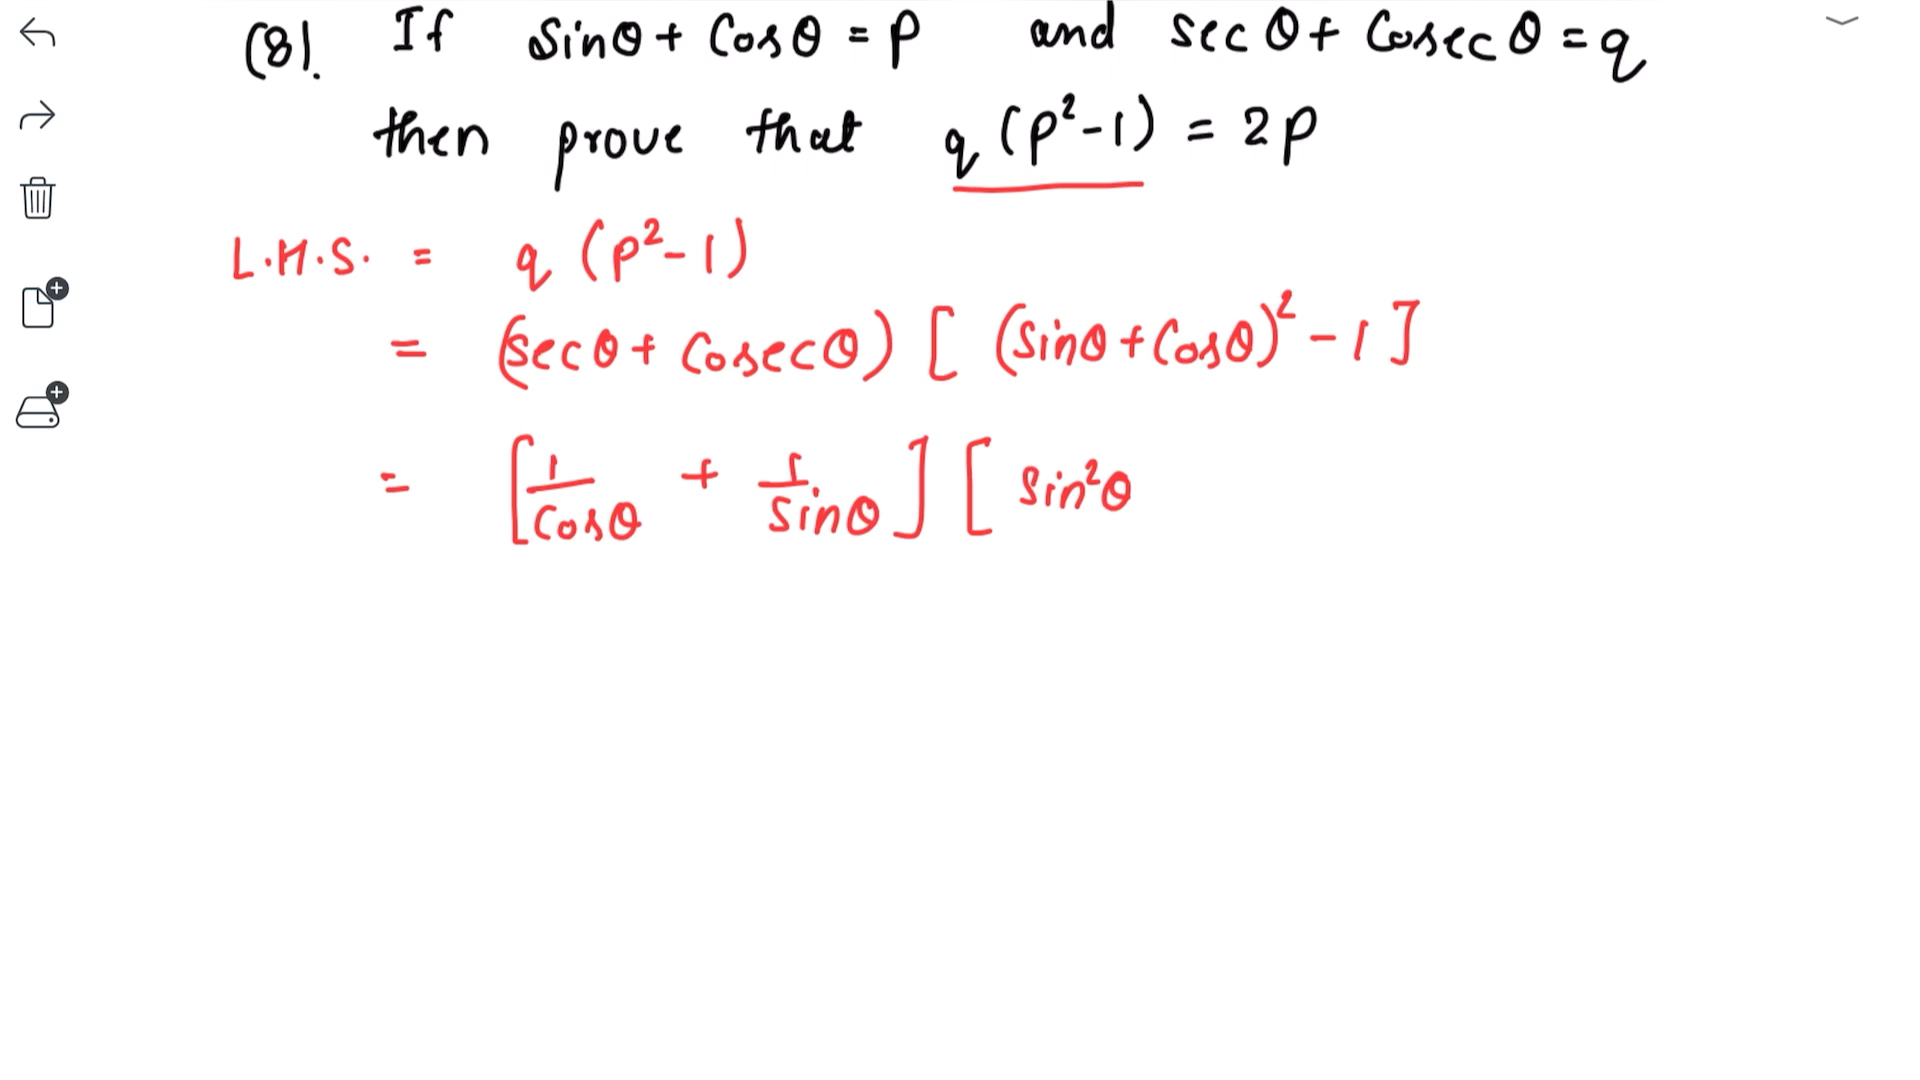 (8). If Sinθ + Cosθ = p and secθ + Cosecθ = q
then prove that q (p²-1) = 2p
L.H.S. = q (p²-1)
= (secθ + Cosecθ) [ (Sinθ + Cosθ)² - 1 ]
= [ 1/Cosθ + 1/Sinθ ] [ Sin²θ